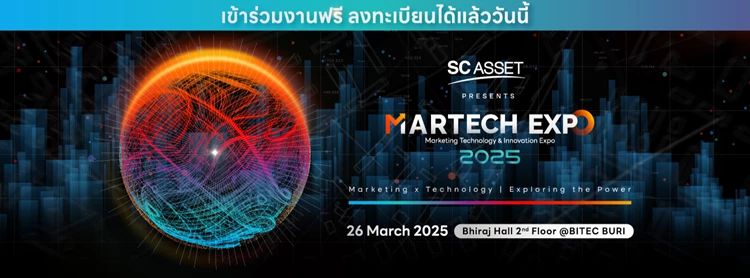 เข้าร่วมงานฟรี ลงทะเบียนได้แล้ววันนี้
SC ASSET
PRESENTS
MARTECH EXPO
Marketing Technology & Innovation Expo
2025
Marketing x Technology | Exploring the Power
26 March 2025 Bhiraj Hall 2nd Floor @BITEC BURI